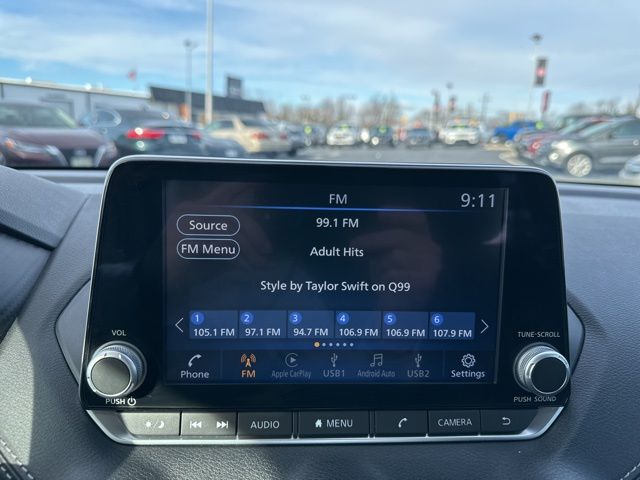 FM 9:11
Source 99.1 FM
FM Menu Adult Hits
Style by Taylor Swift on Q99
1 2 3 4 5 6
105.1 FM 97.1 FM 94.7 FM 106.9 FM 106.9 FM 107.9 FM
VOL TUNE·SCROLL
Phone FM Apple CarPlay USB1 Android Auto USB2 Settings
PUSH PUSH SOUND
AUDIO MENU CAMERA